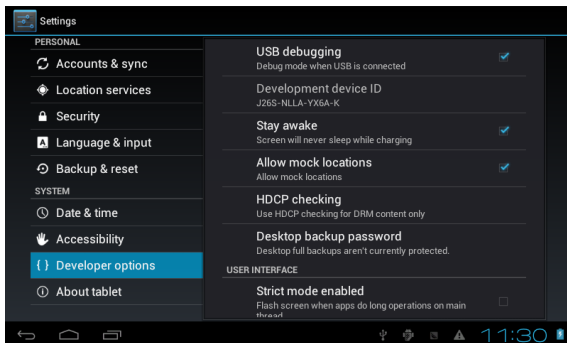 Settings
PERSONAL
Accounts & sync
Location services
Security
Language & input
Backup & reset
SYSTEM
Date & time
Accessibility
{ } Developer options
About tablet
USB debugging
Debug mode when USB is connected
Development device ID
J26S-NLLA-YX6A-K
Stay awake
Screen will never sleep while charging
Allow mock locations
Allow mock locations
HDCP checking
Use HDCP checking for DRM content only
Desktop backup password
Desktop full backups aren't currently protected.
USER INTERFACE
Strict mode enabled
Flash screen when apps do long operations on main
thread
11:30